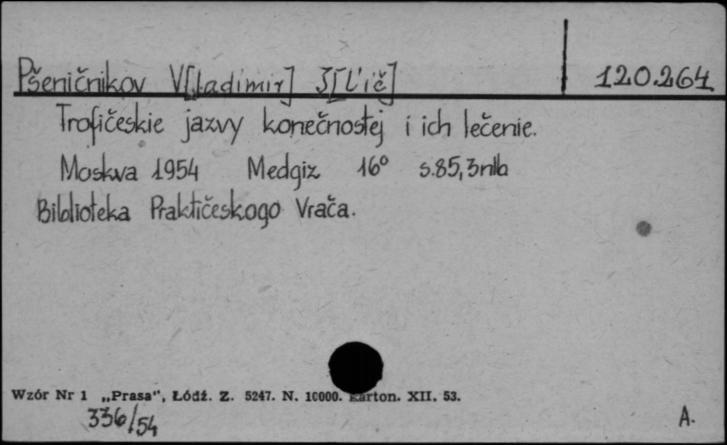 Pšeničnikov V[ladimir] I[l'ič] 120.264
Trofičeskie jazvy konečnostej i ich lečenie.
Moskva 1954 Medgiz 16° s.85,3nlb
Biblioteka Praktičeskogo Vrača.
Wzór Nr 1 „Prasa”, Łódź. Z. 5247. N. 10000. Karton. XII. 53.
336/54 A.